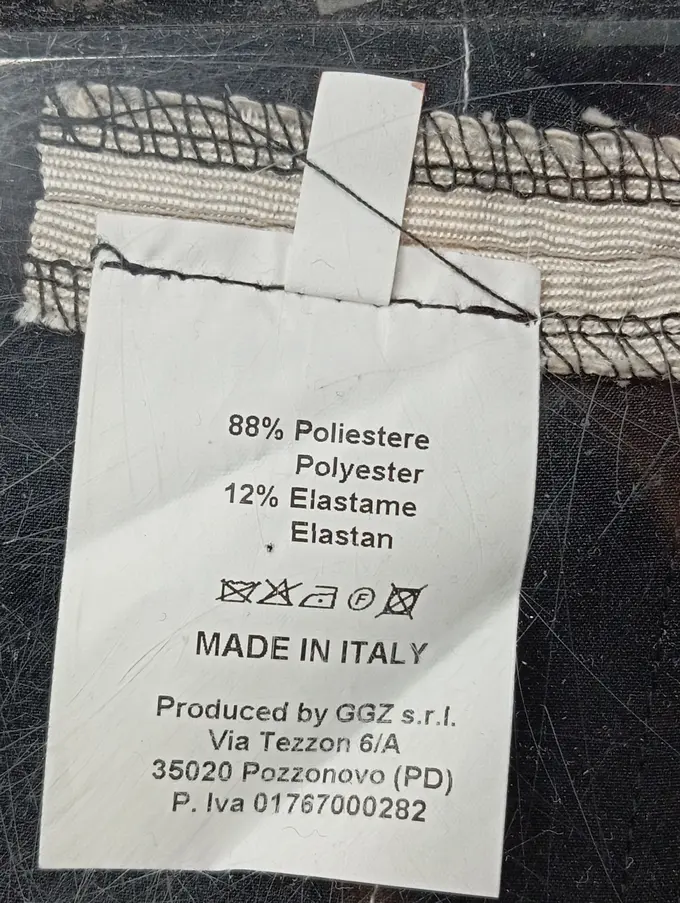 88% Poliestere
Polyester
12% Elastame
Elastan
F
MADE IN ITALY
Produced by GGZ s.r.l.
Via Tezzon 6/A
35020 Pozzonovo (PD)
P. Iva 01767000282